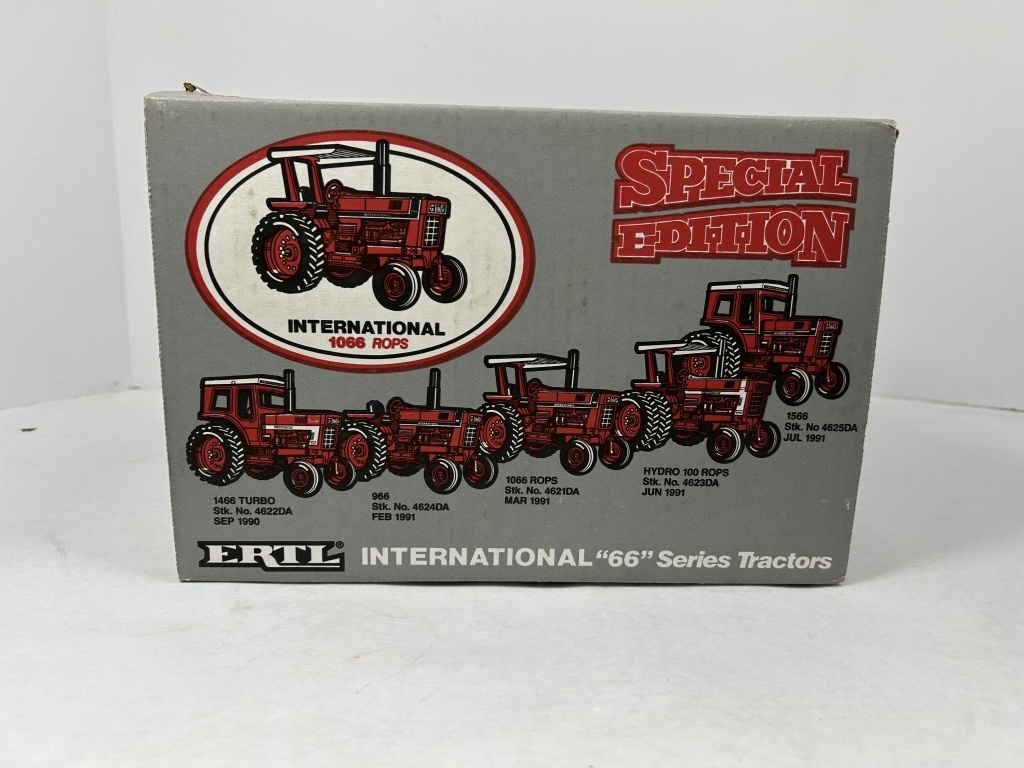 INTERNATIONAL
1066 ROPS
SPECIAL
EDITION
1466 TURBO
Stk. No. 4622DA
SEP 1990
966
Stk. No. 4624DA
FEB 1991
1066 ROPS
Stk. No. 4621DA
MAR 1991
HYDRO 100 ROPS
Stk. No. 4623DA
JUN 1991
1566
Stk. No 4625DA
JUL 1991
ERTL® INTERNATIONAL “66” Series Tractors